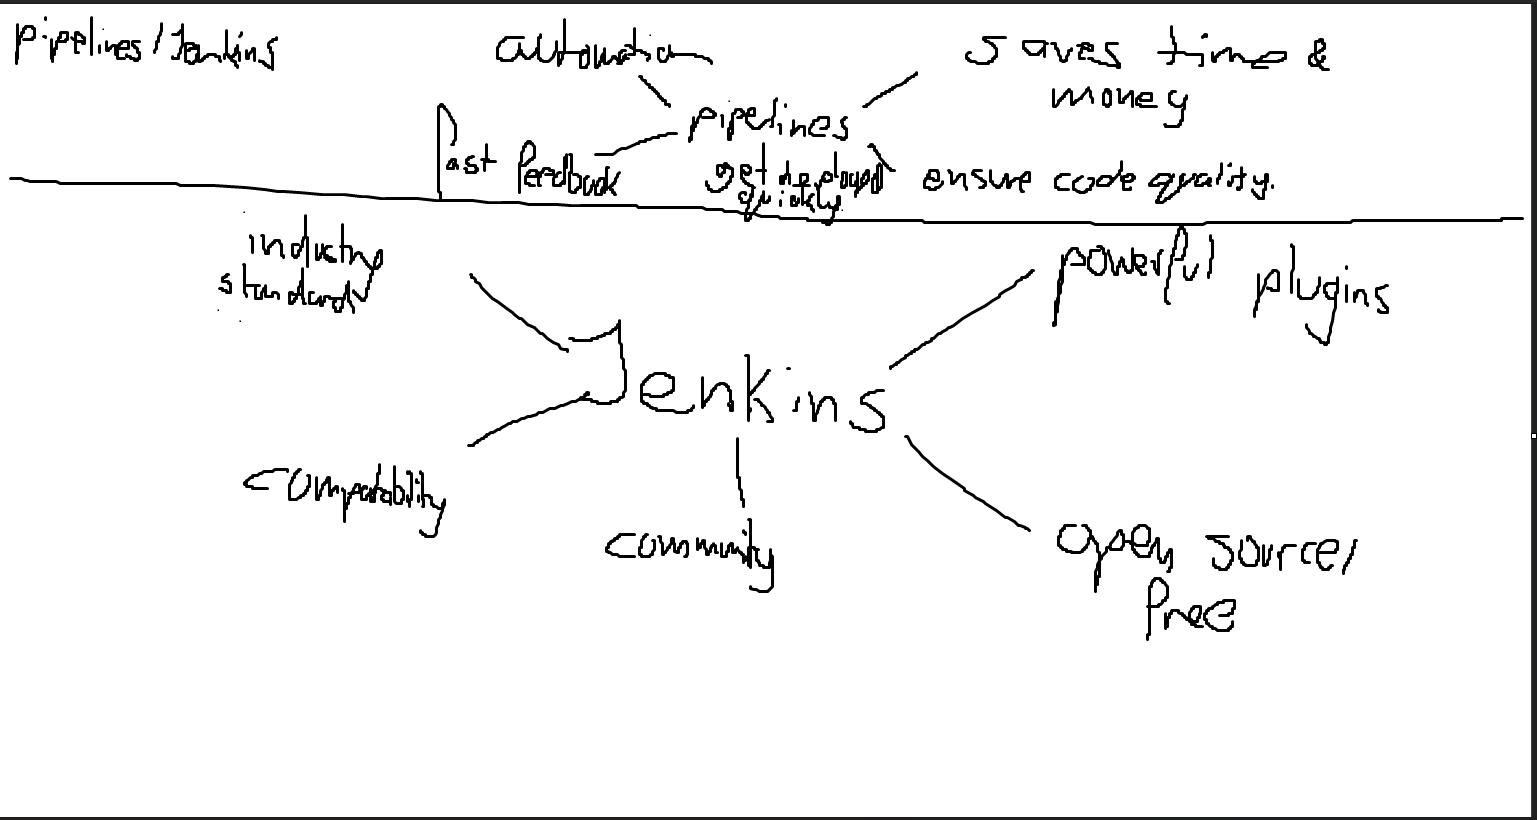 pipelines/Jenkins
automation
saves time &
money
pipelines
fast feedback
get deployed
quickly
ensure code quality.
industry
standard
powerful plugins
Jenkins
compatability
community
open source/
free